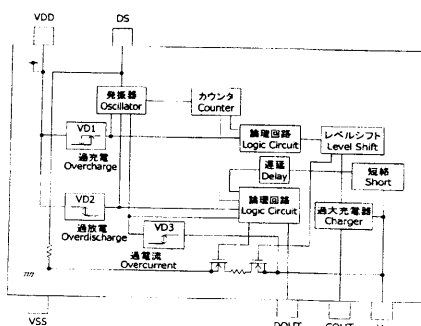 VDD
DS
発振器
Oscillator
カウンタ
Counter
VD1
過充電
Overcharge
論理回路
Logic Circuit
レベルシフト
Level Shift
遅延
Delay
短絡
Short
VD2
過放電
Overdischarge
論理回路
Logic Circuit
過大充電器
Charger
VD3
過電流
Overcurrent
VSS
DOUT
COUT